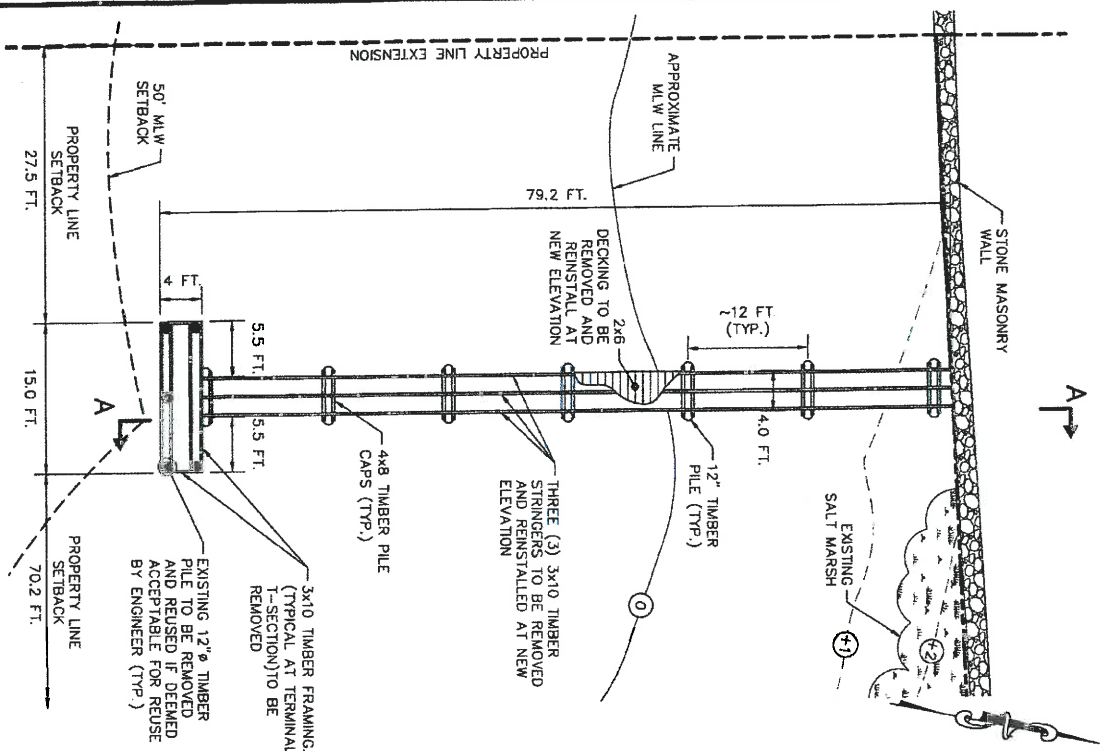 PROPERTY LINE EXTENSION
50' MLW
SETBACK
PROPERTY LINE
SETBACK
27.5 FT.
APPROXIMATE
MLW LINE
79.2 FT.
STONE MASONRY
WALL
DECKING TO BE
REMOVED AND
REINSTALL AT
NEW ELEVATION
2x6
~12 FT
(TYP.)
4 FT.
5.5 FT.
15.0 FT.
5.5 FT.
4.0 FT.
A
A
4x8 TIMBER PILE
CAPS (TYP.)
12" TIMBER
PILE (TYP.)
THREE (3) 3x10 TIMBER
STRINGERS TO BE REMOVED
AND REINSTALLED AT NEW
ELEVATION
EXISTING
SALT MARSH
0
+1
+2
3x10 TIMBER FRAMING.
(TYPICAL AT TERMINAL
T-SECTION)TO BE
REMOVED
EXISTING 12"ø TIMBER
PILE TO BE REMOVED
AND REUSED IF DEEMED
ACCEPTABLE FOR REUSE
BY ENGINEER (TYP.)
PROPERTY LINE
SETBACK
70.2 FT.